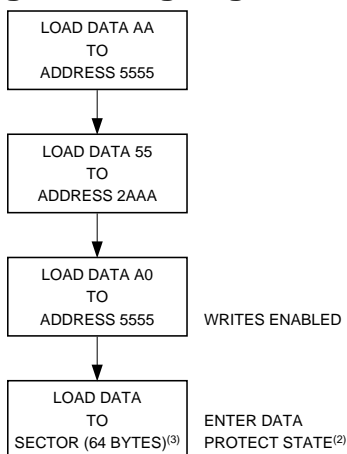 LOAD DATA AA
TO
ADDRESS 5555
LOAD DATA 55
TO
ADDRESS 2AAA
LOAD DATA A0
TO
ADDRESS 5555 WRITES ENABLED
LOAD DATA
TO ENTER DATA
SECTOR (64 BYTES)(3) PROTECT STATE(2)